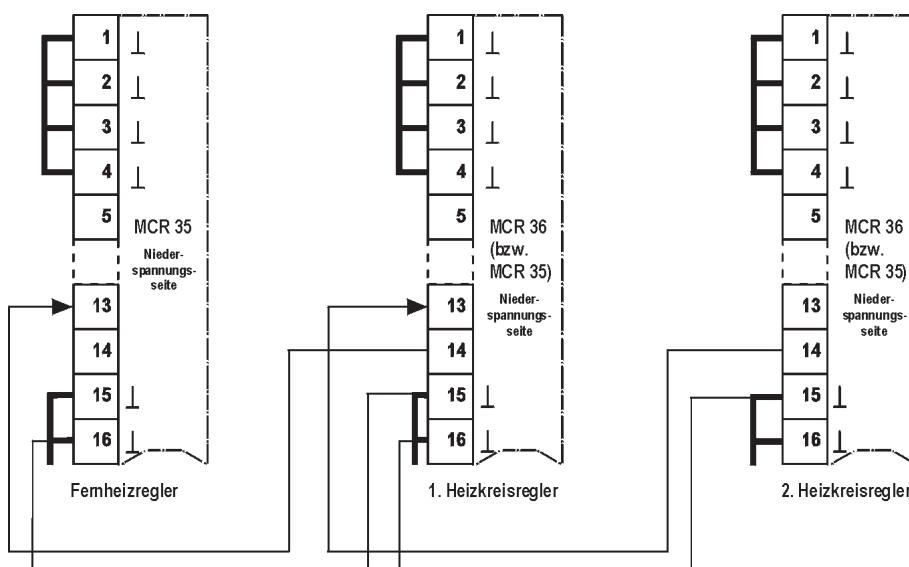 1
2
3
4
5
MCR 35
Nieder-
spannungs-
seite
13
14
15
16
Fernheizregler
1
2
3
4
5
MCR 36
(bzw.
MCR 35)
Nieder-
spannungs-
seite
13
14
15
16
1. Heizkreisregler
1
2
3
4
5
MCR 36
(bzw.
MCR 35)
Nieder-
spannungs-
seite
13
14
15
16
2. Heizkreisregler